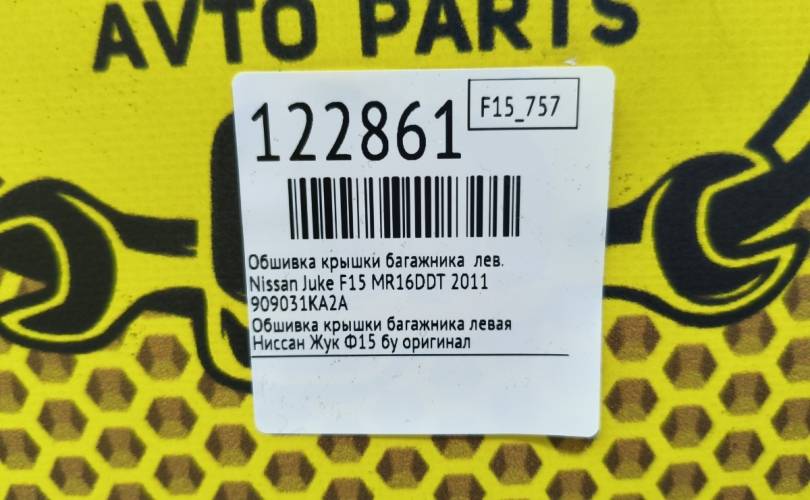 AVTO PARTS
122861
F15_757
Обшивка крышки багажника лев.
Nissan Juke F15 MR16DDT 2011
909031KA2A
Обшивка крышки багажника левая
Ниссан Жук Ф15 бу оригинал